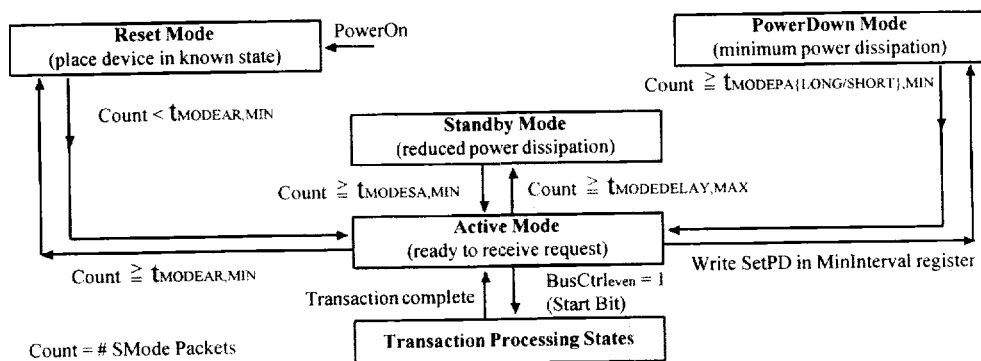 Reset Mode
(place device in known state)
PowerOn
PowerDown Mode
(minimum power dissipation)
Count < tMODEAR,MIN
Count ≧ tMODEPA{LONG/SHORT},MIN
Standby Mode
(reduced power dissipation)
Count ≧ tMODESA,MIN
Count ≧ tMODEDELAY,MAX
Active Mode
(ready to receive request)
Count ≧ tMODEAR,MIN
Write SetPD in MinInterval register
Transaction complete
BusCtrleven = 1
(Start Bit)
Transaction Processing States
Count = # SMode Packets